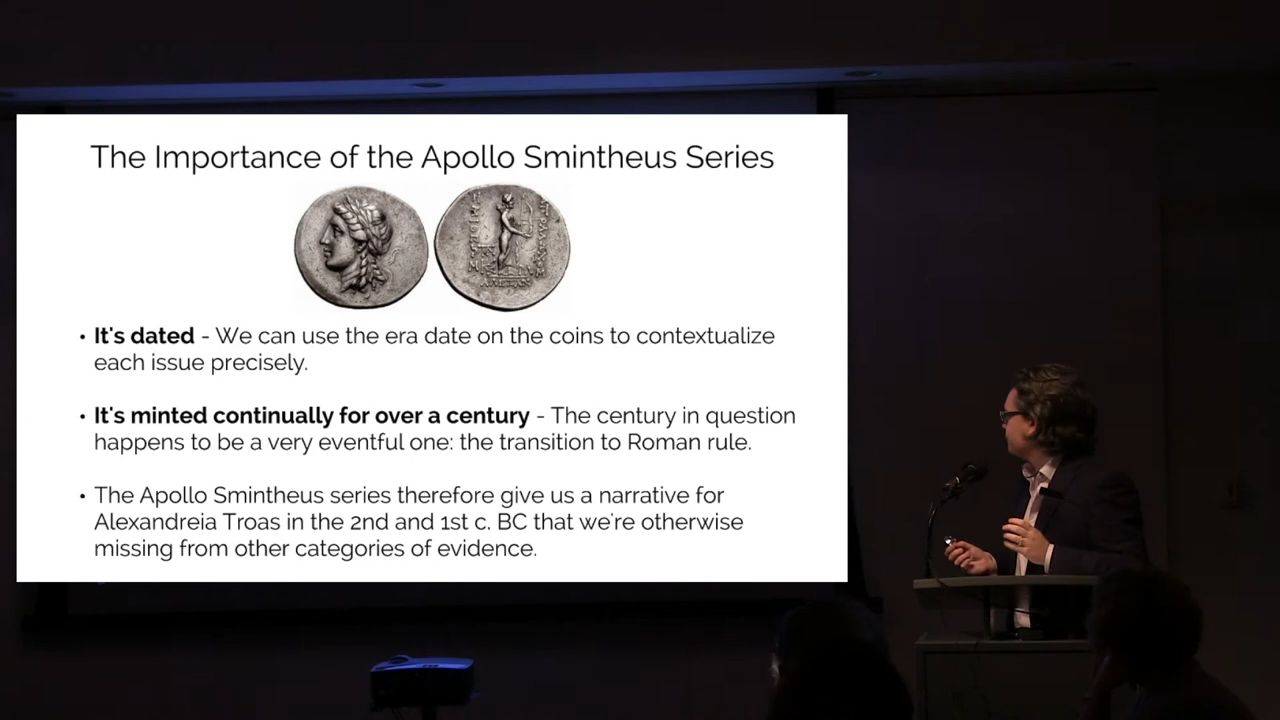 The Importance of the Apollo Smintheus Series
• It's dated - We can use the era date on the coins to contextualize
each issue precisely.
• It's minted continually for over a century - The century in question
happens to be a very eventful one: the transition to Roman rule.
• The Apollo Smintheus series therefore give us a narrative for
Alexandreia Troas in the 2nd and 1st c. BC that we're otherwise
missing from other categories of evidence.